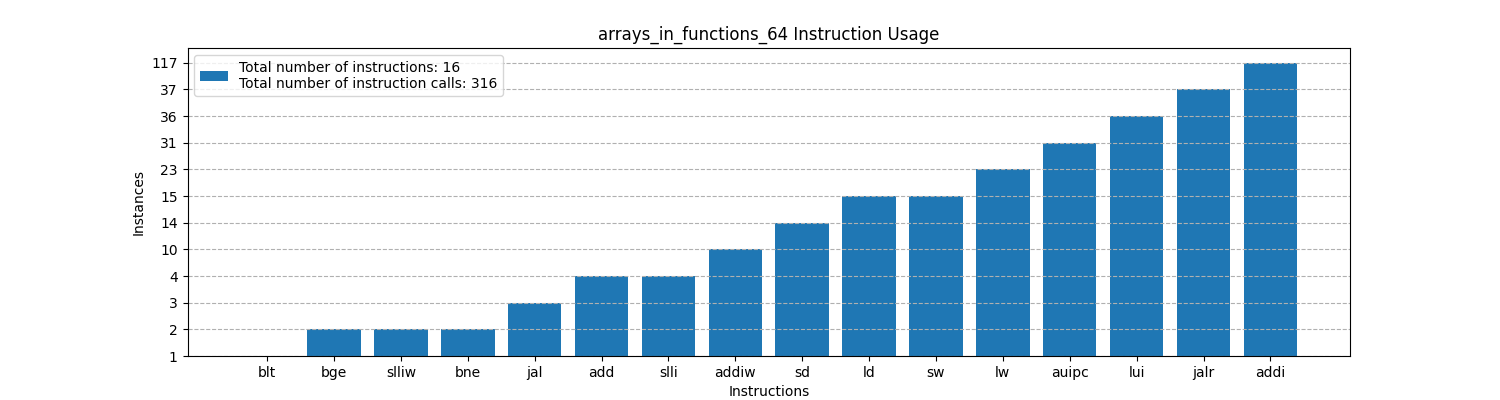 arrays_in_functions_64 Instruction Usage
Total number of instructions: 16
Total number of instruction calls: 316
Instances
117
37
36
31
23
15
14
10
4
3
2
1
blt bge slliw bne jal add slli addiw sd ld sw lw auipc lui jalr addi
Instructions